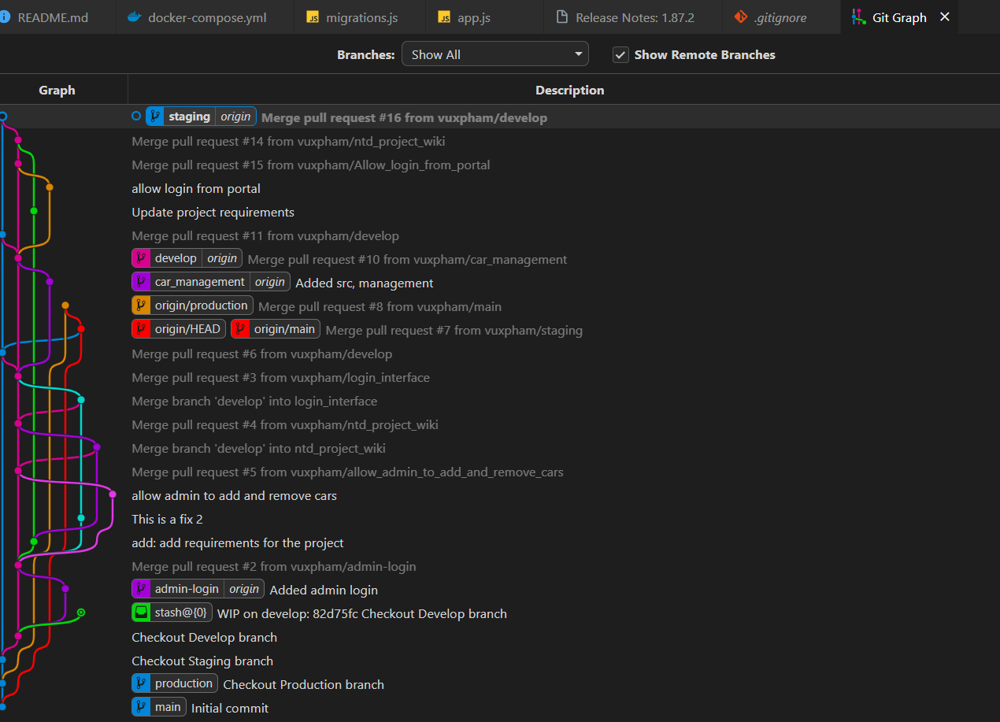 README.md docker-compose.yml JS migrations.js JS app.js Release Notes: 1.87.2 .gitignore Git Graph
Branches: Show All Show Remote Branches
Graph Description
staging origin Merge pull request #16 from vuxpham/develop
Merge pull request #14 from vuxpham/ntd_project_wiki
Merge pull request #15 from vuxpham/Allow_login_from_portal
allow login from portal
Update project requirements
Merge pull request #11 from vuxpham/develop
develop origin Merge pull request #10 from vuxpham/car_management
car_management origin Added src, management
origin/production Merge pull request #8 from vuxpham/main
origin/HEAD origin/main Merge pull request #7 from vuxpham/staging
Merge pull request #6 from vuxpham/develop
Merge pull request #3 from vuxpham/login_interface
Merge branch 'develop' into login_interface
Merge pull request #4 from vuxpham/ntd_project_wiki
Merge branch 'develop' into ntd_project_wiki
Merge pull request #5 from vuxpham/allow_admin_to_add_and_remove_cars
allow admin to add and remove cars
This is a fix 2
add: add requirements for the project
Merge pull request #2 from vuxpham/admin-login
admin-login origin Added admin login
stash@{0} WIP on develop: 82d75fc Checkout Develop branch
Checkout Develop branch
Checkout Staging branch
production Checkout Production branch
main Initial commit